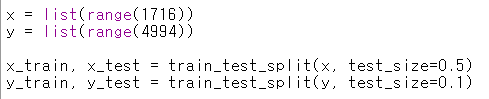 x = list(range(1716))
y = list(range(4994))
x_train, x_test = train_test_split(x, test_size=0.5)
y_train, y_test = train_test_split(y, test_size=0.1)